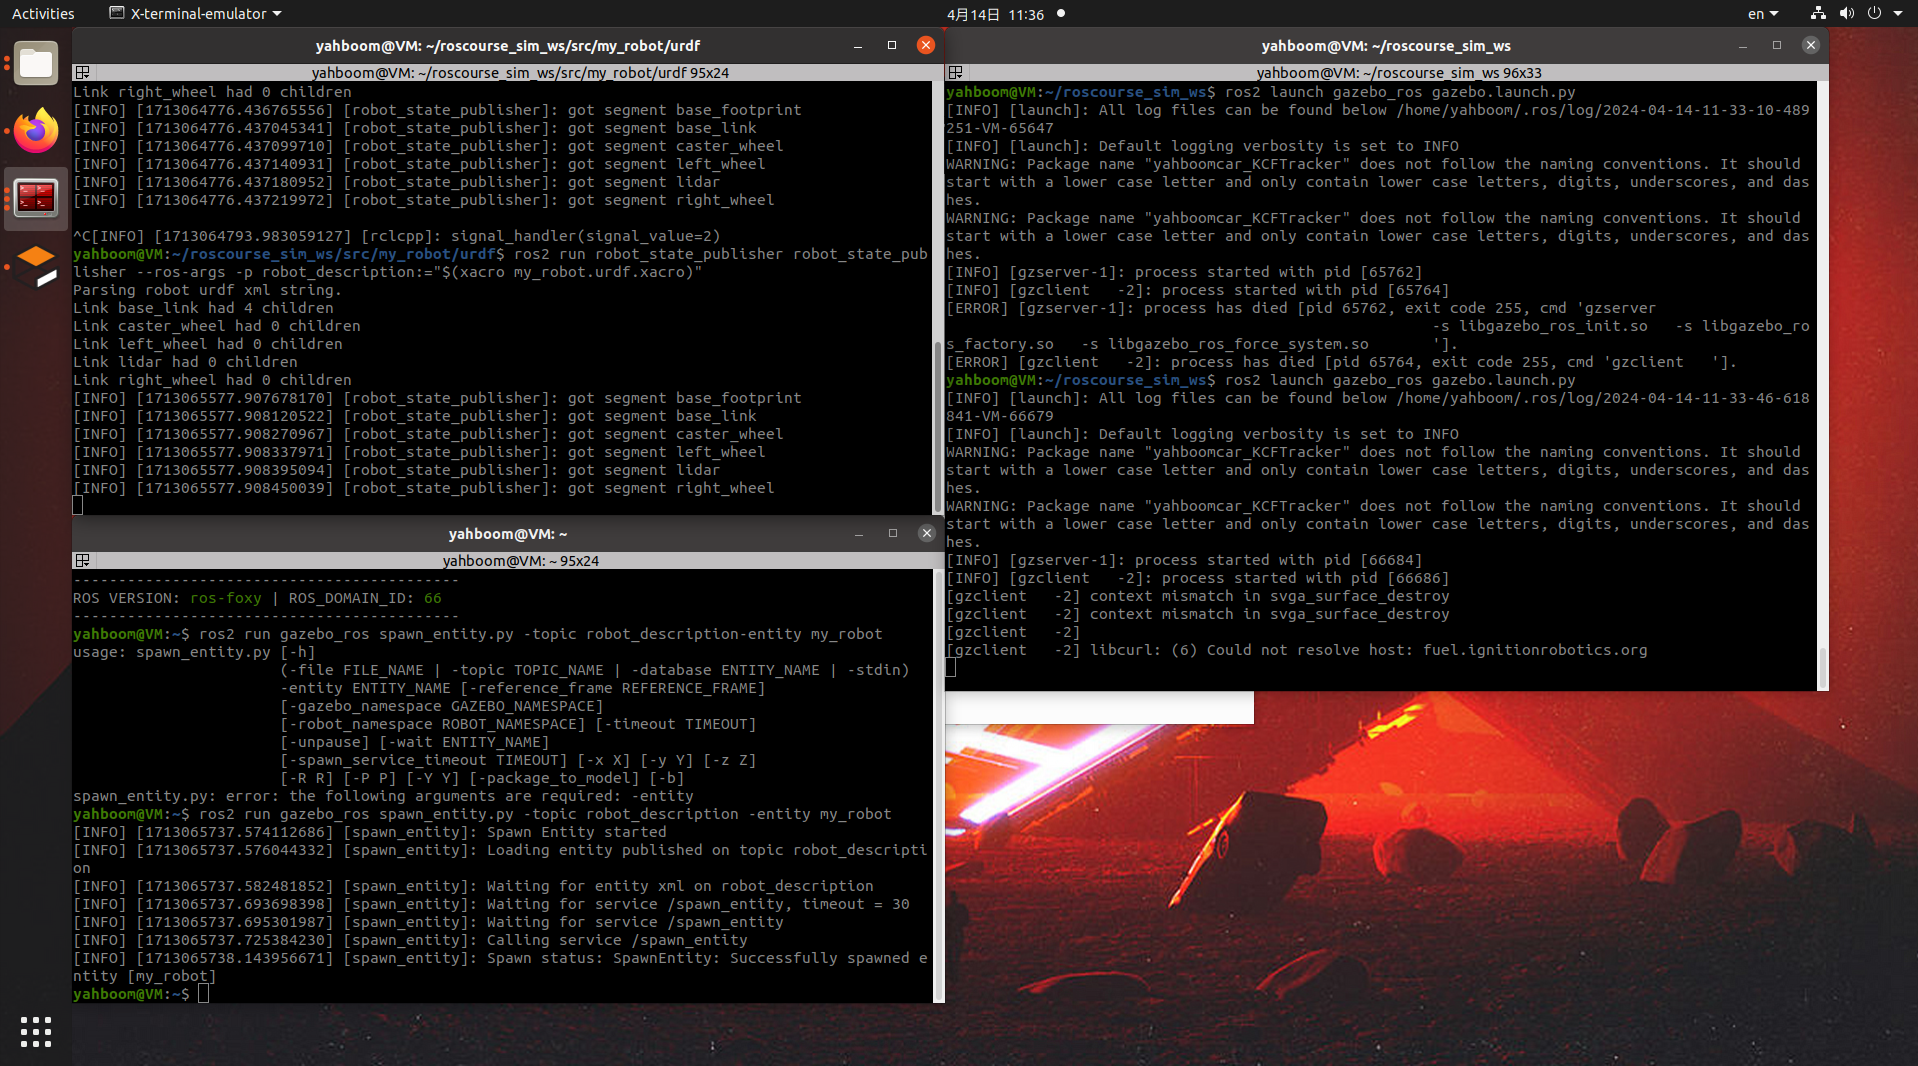 Activities
X-terminal-emulator
4月14日 11:36
en
yahboom@VM: ~/roscourse_sim_ws/src/my_robot/urdf
yahboom@VM: ~/roscourse_sim_ws/src/my_robot/urdf 95x24
Link right_wheel had 0 children
[INFO] [1713064776.436765556] [robot_state_publisher]: got segment base_footprint
[INFO] [1713064776.437045341] [robot_state_publisher]: got segment base_link
[INFO] [1713064776.437099710] [robot_state_publisher]: got segment caster_wheel
[INFO] [1713064776.437140931] [robot_state_publisher]: got segment left_wheel
[INFO] [1713064776.437180952] [robot_state_publisher]: got segment lidar
[INFO] [1713064776.437219972] [robot_state_publisher]: got segment right_wheel
^C[INFO] [1713064793.983059127] [rclcpp]: signal_handler(signal_value=2)
yahboom@VM:~/roscourse_sim_ws/src/my_robot/urdf$ ros2 run robot_state_publisher robot_state_pub
lisher --ros-args -p robot_description:="$(xacro my_robot.urdf.xacro)"
Parsing robot urdf xml string.
Link base_link had 4 children
Link caster_wheel had 0 children
Link left_wheel had 0 children
Link lidar had 0 children
Link right_wheel had 0 children
[INFO] [1713065577.907678170] [robot_state_publisher]: got segment base_footprint
[INFO] [1713065577.908120522] [robot_state_publisher]: got segment base_link
[INFO] [1713065577.908270967] [robot_state_publisher]: got segment caster_wheel
[INFO] [1713065577.908337971] [robot_state_publisher]: got segment left_wheel
[INFO] [1713065577.908395094] [robot_state_publisher]: got segment lidar
[INFO] [1713065577.908450039] [robot_state_publisher]: got segment right_wheel
yahboom@VM: ~
yahboom@VM: ~ 95x24
-------------------------------------------
ROS VERSION: ros-foxy | ROS_DOMAIN_ID: 66
-------------------------------------------
yahboom@VM:~$ ros2 run gazebo_ros spawn_entity.py -topic robot_description-entity my_robot
usage: spawn_entity.py [-h]
(-file FILE_NAME | -topic TOPIC_NAME | -database ENTITY_NAME | -stdin)
-entity ENTITY_NAME [-reference_frame REFERENCE_FRAME]
[-gazebo_namespace GAZEBO_NAMESPACE]
[-robot_namespace ROBOT_NAMESPACE] [-timeout TIMEOUT]
[-unpause] [-wait ENTITY_NAME]
[-spawn_service_timeout TIMEOUT] [-x X] [-y Y] [-z Z]
[-R R] [-P P] [-Y Y] [-package_to_model] [-b]
spawn_entity.py: error: the following arguments are required: -entity
yahboom@VM:~$ ros2 run gazebo_ros spawn_entity.py -topic robot_description -entity my_robot
[INFO] [1713065737.574112686] [spawn_entity]: Spawn Entity started
[INFO] [1713065737.576044332] [spawn_entity]: Loading entity published on topic robot_descripti
on
[INFO] [1713065737.582481852] [spawn_entity]: Waiting for entity xml on robot_description
[INFO] [1713065737.693698398] [spawn_entity]: Waiting for service /spawn_entity, timeout = 30
[INFO] [1713065737.695301987] [spawn_entity]: Waiting for service /spawn_entity
[INFO] [1713065737.725384230] [spawn_entity]: Calling service /spawn_entity
[INFO] [1713065738.143956671] [spawn_entity]: Spawn status: SpawnEntity: Successfully spawned e
ntity [my_robot]
yahboom@VM:~$
yahboom@VM: ~/roscourse_sim_ws
yahboom@VM: ~/roscourse_sim_ws 96x33
yahboom@VM:~/roscourse_sim_ws$ ros2 launch gazebo_ros gazebo.launch.py
[INFO] [launch]: All log files can be found below /home/yahboom/.ros/log/2024-04-14-11-33-10-489
251-VM-65647
[INFO] [launch]: Default logging verbosity is set to INFO
WARNING: Package name "yahboomcar_KCFTracker" does not follow the naming conventions. It should
start with a lower case letter and only contain lower case letters, digits, underscores, and das
hes.
WARNING: Package name "yahboomcar_KCFTracker" does not follow the naming conventions. It should
start with a lower case letter and only contain lower case letters, digits, underscores, and das
hes.
[INFO] [gzserver-1]: process started with pid [65762]
[INFO] [gzclient   -2]: process started with pid [65764]
[ERROR] [gzserver-1]: process has died [pid 65762, exit code 255, cmd 'gzserver
-s libgazebo_ros_init.so   -s libgazebo_ro
s_factory.so   -s libgazebo_ros_force_system.so       '].
[ERROR] [gzclient   -2]: process has died [pid 65764, exit code 255, cmd 'gzclient   '].
yahboom@VM:~/roscourse_sim_ws$ ros2 launch gazebo_ros gazebo.launch.py
[INFO] [launch]: All log files can be found below /home/yahboom/.ros/log/2024-04-14-11-33-46-618
841-VM-66679
[INFO] [launch]: Default logging verbosity is set to INFO
WARNING: Package name "yahboomcar_KCFTracker" does not follow the naming conventions. It should
start with a lower case letter and only contain lower case letters, digits, underscores, and das
hes.
WARNING: Package name "yahboomcar_KCFTracker" does not follow the naming conventions. It should
start with a lower case letter and only contain lower case letters, digits, underscores, and das
hes.
[INFO] [gzserver-1]: process started with pid [66684]
[INFO] [gzclient   -2]: process started with pid [66686]
[gzclient   -2] context mismatch in svga_surface_destroy
[gzclient   -2] context mismatch in svga_surface_destroy
[gzclient   -2]
[gzclient   -2] libcurl: (6) Could not resolve host: fuel.ignitionrobotics.org